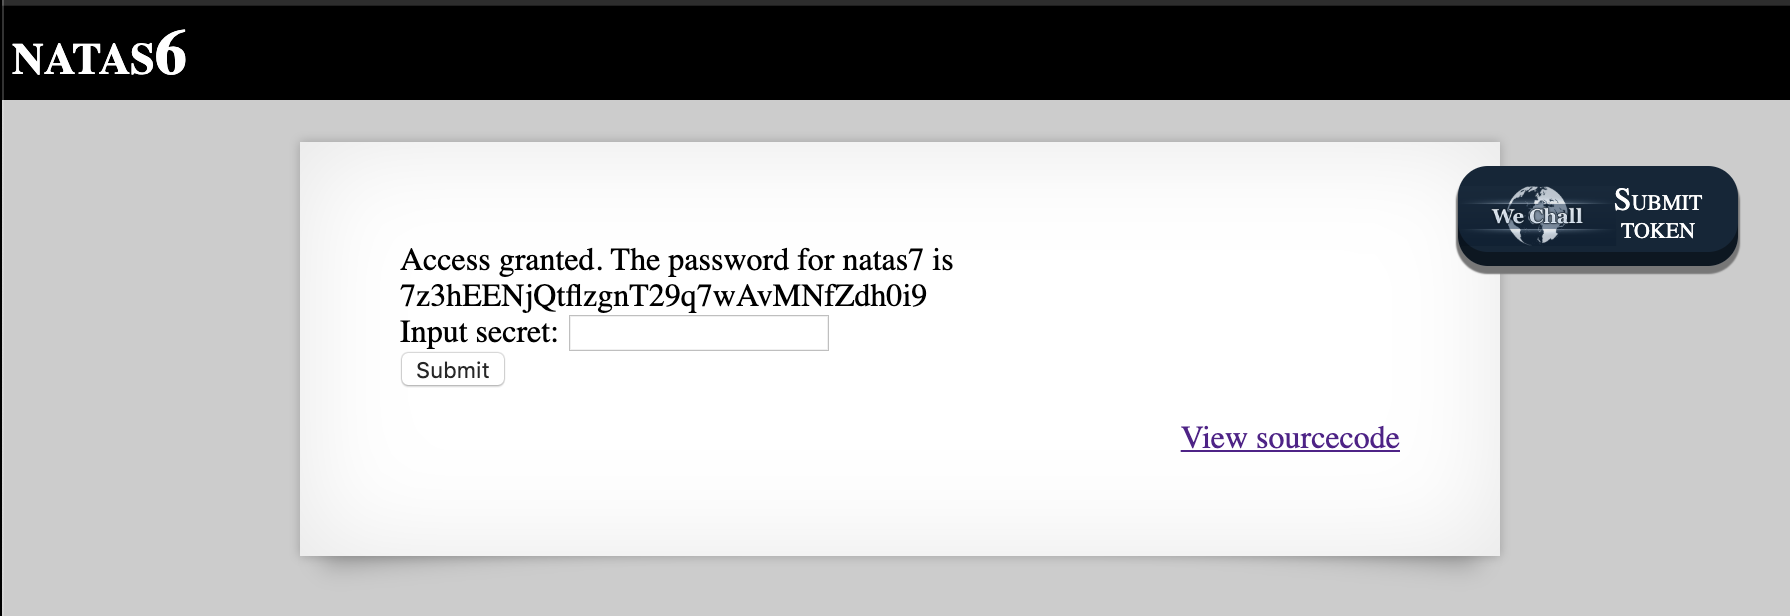 NATAS6
We Chall
SUBMIT
TOKEN
Access granted. The password for natas7 is
7z3hEENjQtflzgnT29q7wAvMNfZdh0i9
Input secret:
Submit
View sourcecode